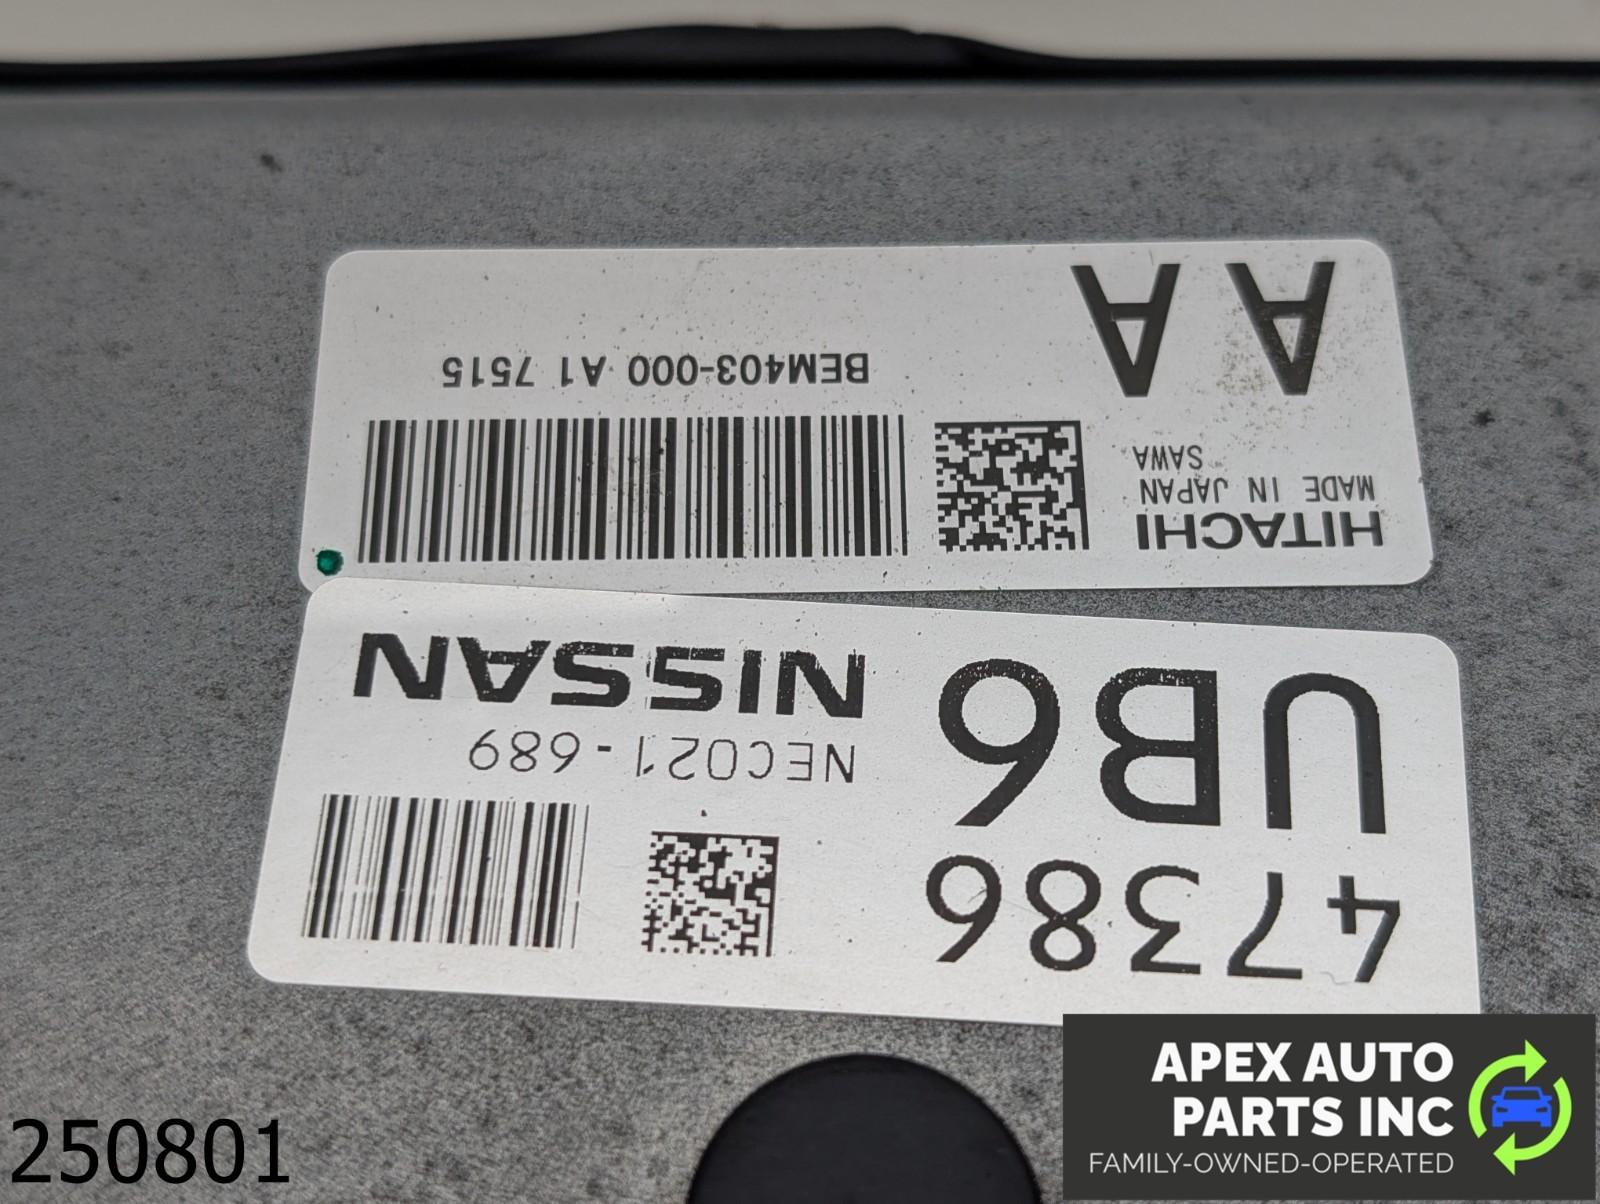 47386
UB6
NEC021-689
NISSAN
HITACHI
MADE IN JAPAN
SAWA
BEM403-000 A1 7515
A A
250801
APEX AUTO
PARTS INC
FAMILY-OWNED-OPERATED